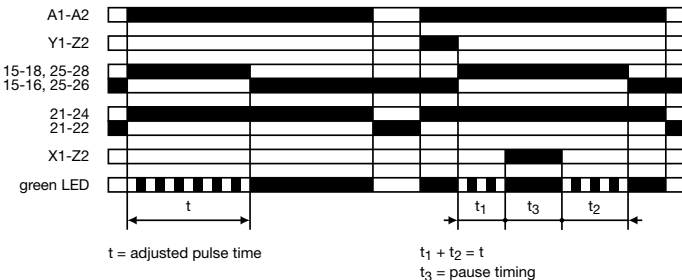 A1-A2
Y1-Z2
15-18, 25-28
15-16, 25-26
21-24
21-22
X1-Z2
green LED
t
t1
t3
t2
t = adjusted pulse time
t1 + t2 = t
t3 = pause timing